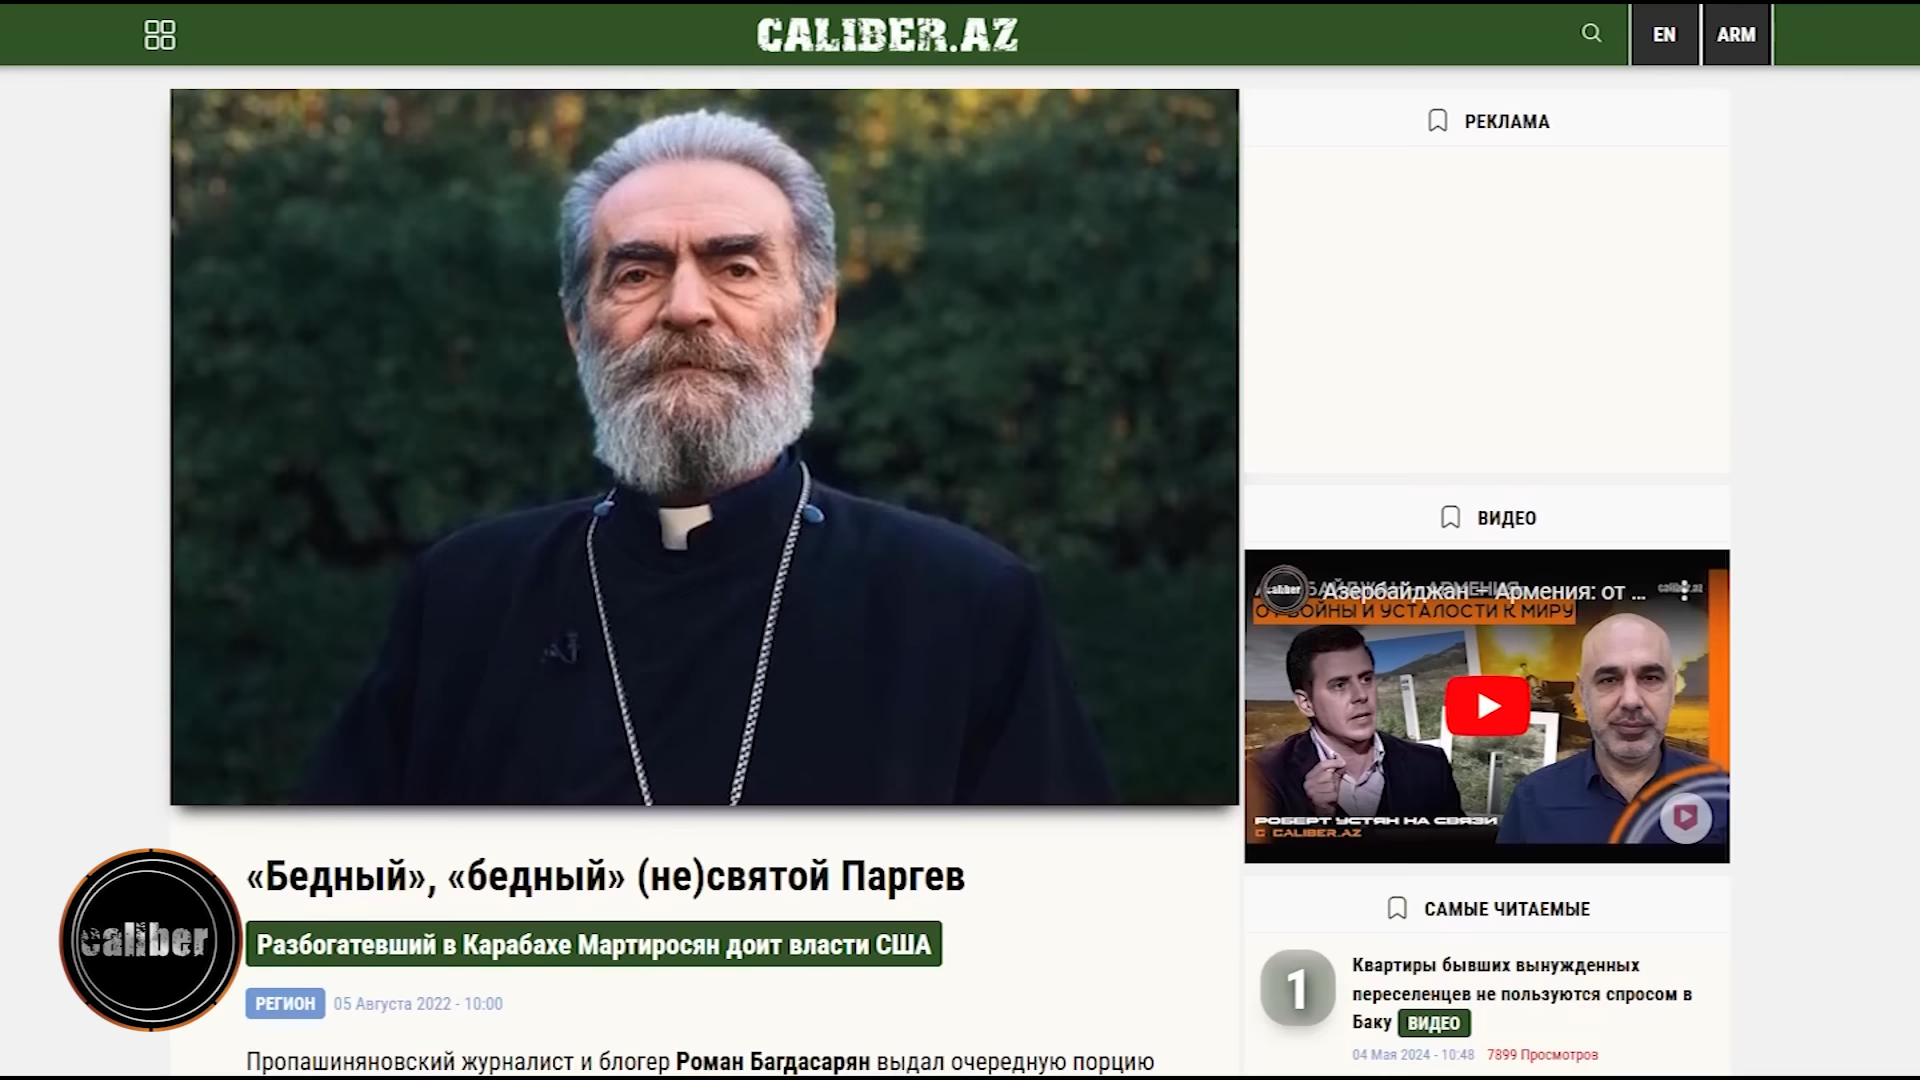 CALIBER.AZ
EN
ARM
РЕКЛАМА
ВИДЕО
Азербайджан – Армения: от ...
ОТ ВОЙНЫ И УСТАЛОСТИ К МИРУ
caliber.az
caliber
РОБЕРТ УСТЯН НА СВЯЗИ
С CALIBER.AZ
«Бедный», «бедный» (не)святой Паргев
Разбогатевший в Карабахе Мартиросян доит власти США
РЕГИОН 05 Августа 2022 - 10:00
Пропашиняновский журналист и блогер Роман Багдасарян выдал очередную порцию
caliber
САМЫЕ ЧИТАЕМЫЕ
1
Квартиры бывших вынужденных
переселенцев не пользуются спросом в
Баку ВИДЕО
04 Мая 2024 - 10:48 7899 Просмотров